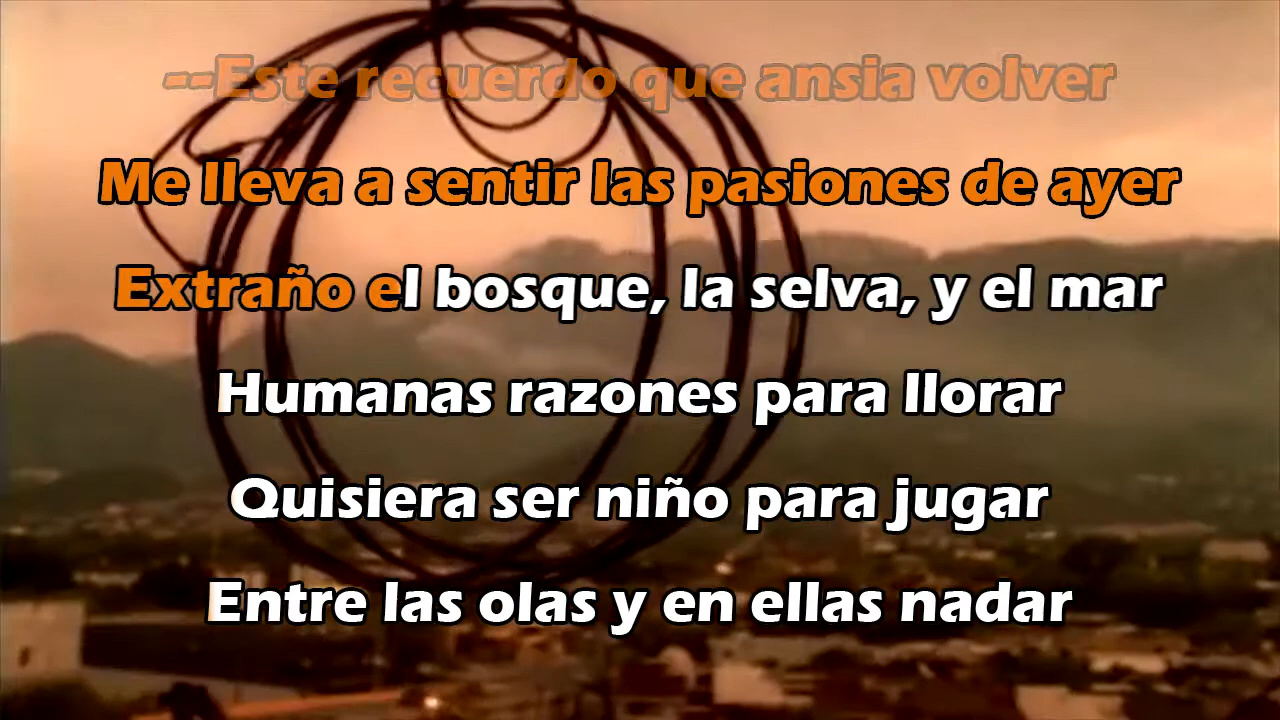 --Este recuerdo que ansia volver
Me lleva a sentir las pasiones de ayer
Extraño el bosque, la selva, y el mar
Humanas razones para llorar
Quisiera ser niño para jugar
Entre las olas y en ellas nadar